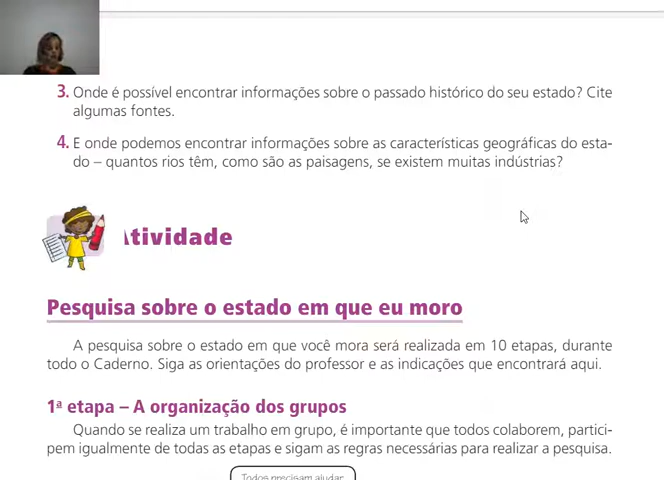 3. Onde é possível encontrar informações sobre o passado histórico do seu estado? Cite
algumas fontes.
4. E onde podemos encontrar informações sobre as características geográficas do esta-
do – quantos rios têm, como são as paisagens, se existem muitas indústrias?
Atividade
Pesquisa sobre o estado em que eu moro
A pesquisa sobre o estado em que você mora será realizada em 10 etapas, durante
todo o Caderno. Siga as orientações do professor e as indicações que encontrará aqui.
1ª etapa – A organização dos grupos
Quando se realiza um trabalho em grupo, é importante que todos colaborem, partici-
pem igualmente de todas as etapas e sigam as regras necessárias para realizar a pesquisa.
Todos precisam ajudar